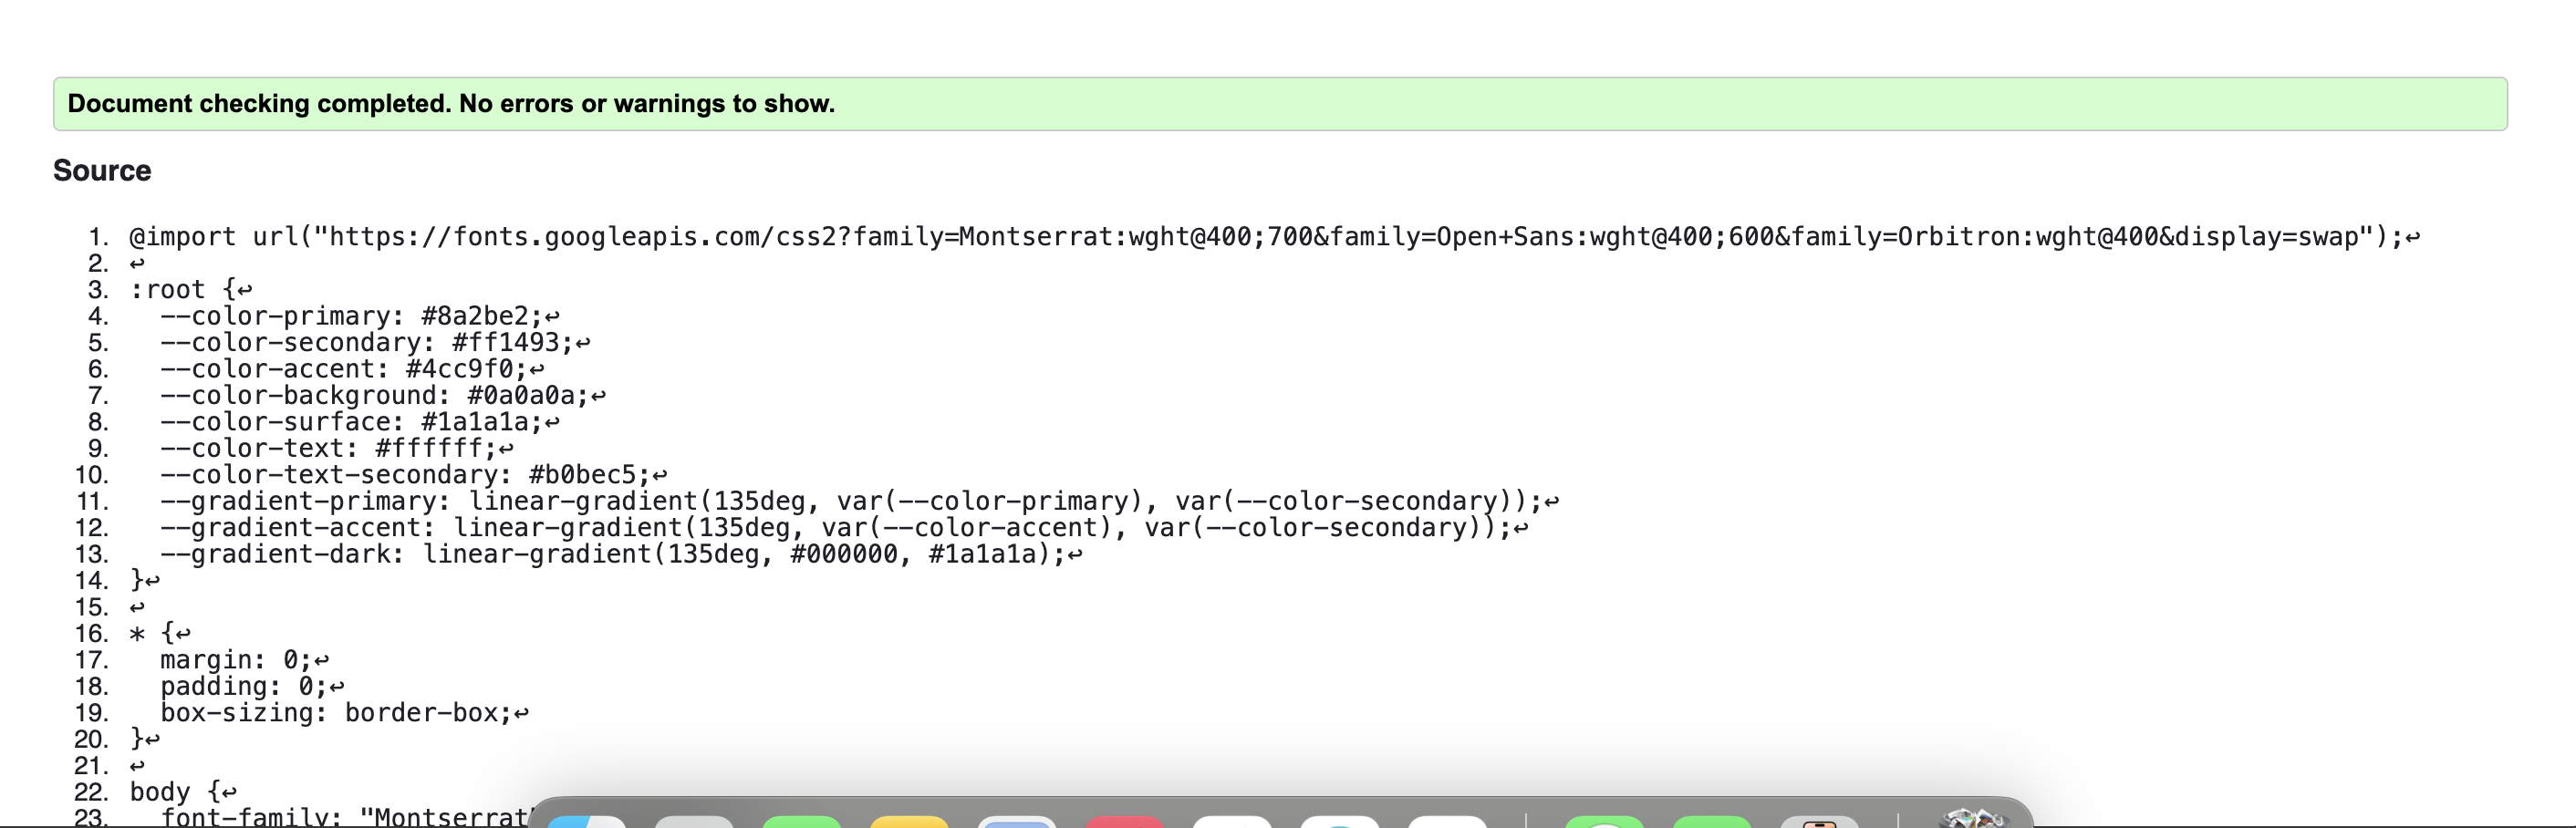 Document checking completed. No errors or warnings to show.
Source
1. @import url("https://fonts.googleapis.com/css2?family=Montserrat:wght@400;700&family=Open+Sans:wght@400;600&family=Orbitron:wght@400&display=swap");↩
2. ↩
3. :root {↩
4. --color-primary: #8a2be2;↩
5. --color-secondary: #ff1493;↩
6. --color-accent: #4cc9f0;↩
7. --color-background: #0a0a0a;↩
8. --color-surface: #1a1a1a;↩
9. --color-text: #ffffff;↩
10. --color-text-secondary: #b0bec5;↩
11. --gradient-primary: linear-gradient(135deg, var(--color-primary), var(--color-secondary));↩
12. --gradient-accent: linear-gradient(135deg, var(--color-accent), var(--color-secondary));↩
13. --gradient-dark: linear-gradient(135deg, #000000, #1a1a1a);↩
14. }↩
15. ↩
16. * {↩
17. margin: 0;↩
18. padding: 0;↩
19. box-sizing: border-box;↩
20. }↩
21. ↩
22. body {↩
23. font-family: "Montserrat